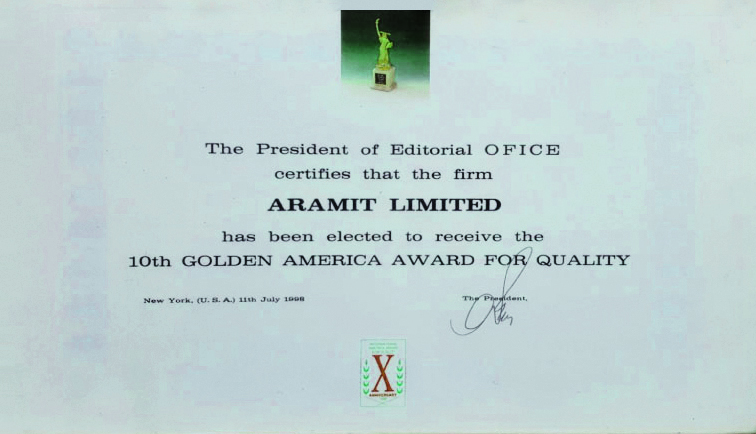 The President of Editorial OFICE
certifies that the firm
ARAMIT LIMITED
has been elected to receive the
10th GOLDEN AMERICA AWARD FOR QUALITY
New York, (U. S. A.) 11th July 1998
The President,
X
ANNIVERSARY